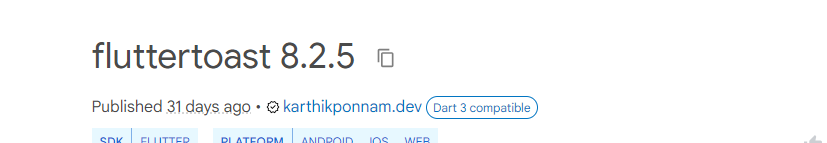 fluttertoast 8.2.5
Published 31 days ago • karthikponnam.dev Dart 3 compatible
SDK FLUTTER PLATFORM ANDROID IOS WEB